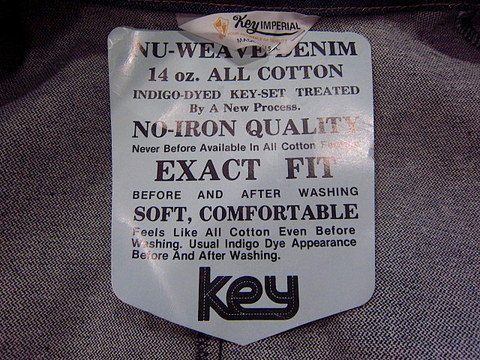 Key IMPERIAL
NU-WEAVE DENIM
14 oz. ALL COTTON
INDIGO-DYED KEY-SET TREATED
By A New Process.
NO-IRON QUALITY
Never Before Available In All Cotton
EXACT FIT
BEFORE AND AFTER WASHING
SOFT, COMFORTABLE
Feels Like All Cotton Even Before
Washing. Usual Indigo Dye Appearance
Before And After Washing.
Key